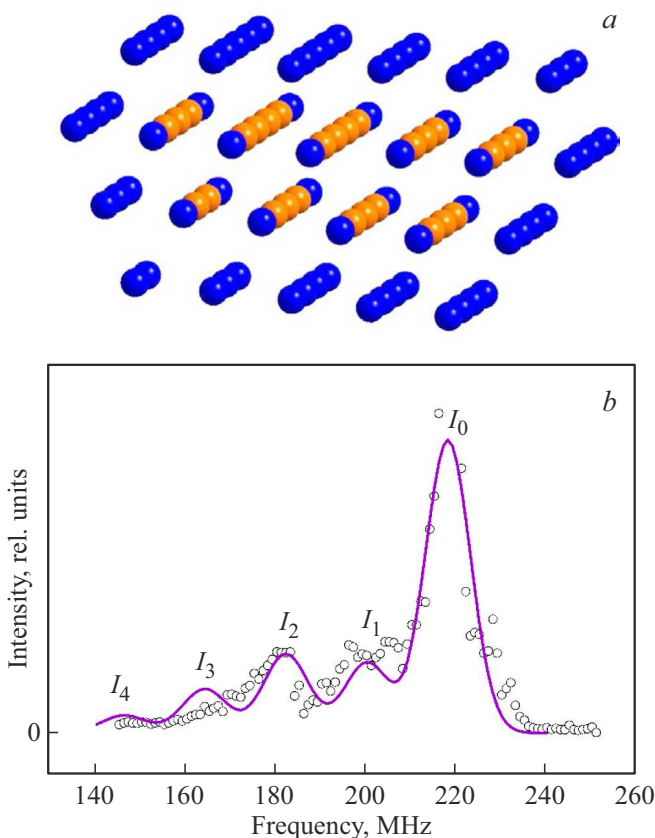 a
b
I0
I1
I2
I3
I4
Intensity, rel. units
0
140 160 180 200 220 240 260
Frequency, MHz